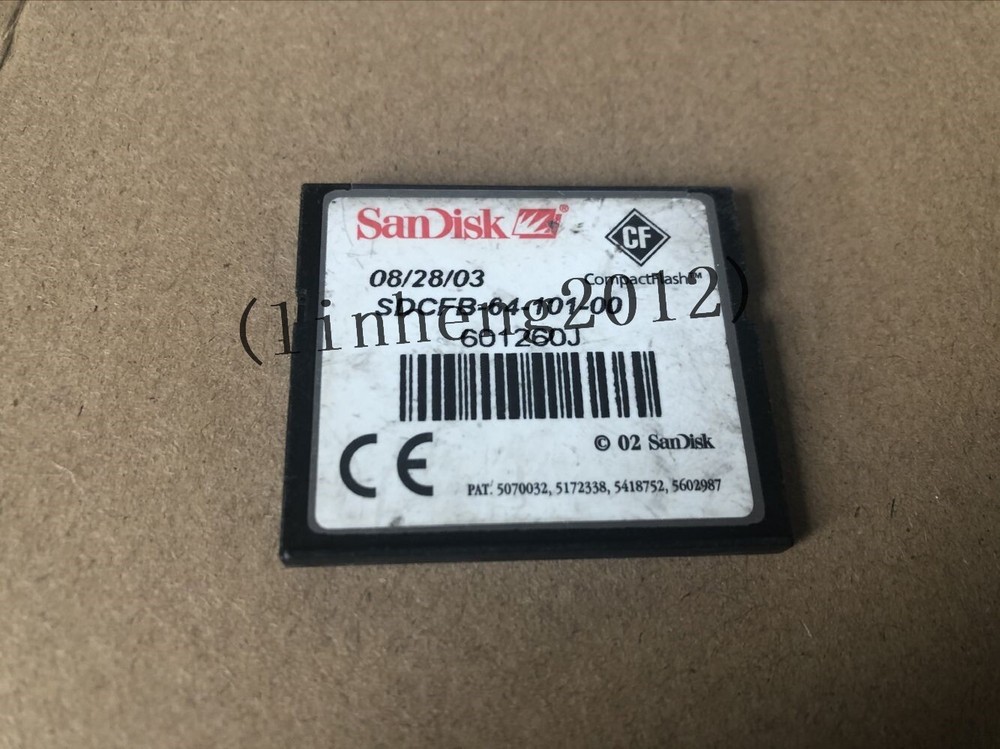 SanDisk ®
CF
08/28/03
CompactFlash™
SDCFB-64-101-00
(linheng2012)
601260J
CE
© 02 SanDisk
PAT. 5070032, 5172338, 5418752, 5602987